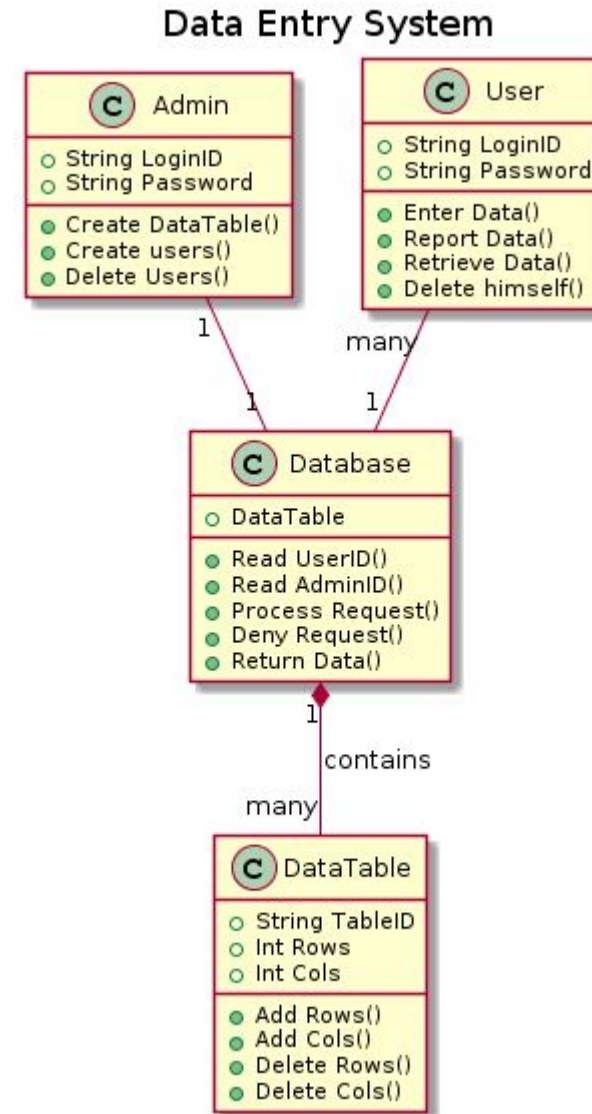 Data Entry System
C Admin
String LoginID
String Password
Create DataTable()
Create users()
Delete Users()
C User
String LoginID
String Password
Enter Data()
Report Data()
Retrieve Data()
Delete himself()
1
many
1
1
C Database
DataTable
Read UserID()
Read AdminID()
Process Request()
Deny Request()
Return Data()
1
contains
many
C DataTable
String TableID
Int Rows
Int Cols
Add Rows()
Add Cols()
Delete Rows()
Delete Cols()